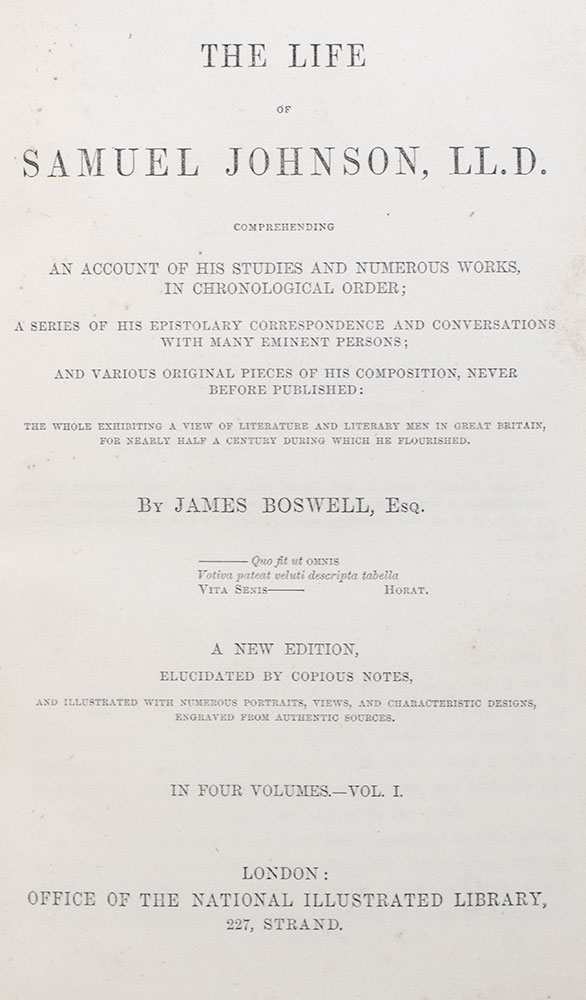 THE LIFE
OF
SAMUEL JOHNSON, LL.D.
COMPREHENDING
AN ACCOUNT OF HIS STUDIES AND NUMEROUS WORKS,
IN CHRONOLOGICAL ORDER;
A SERIES OF HIS EPISTOLARY CORRESPONDENCE AND CONVERSATIONS
WITH MANY EMINENT PERSONS;
AND VARIOUS ORIGINAL PIECES OF HIS COMPOSITION, NEVER
BEFORE PUBLISHED:
THE WHOLE EXHIBITING A VIEW OF LITERATURE AND LITERARY MEN IN GREAT BRITAIN,
FOR NEARLY HALF A CENTURY DURING WHICH HE FLOURISHED.
BY JAMES BOSWELL, ESQ.
——— Quo fit ut OMNIS
Votiva pateat veluti descripta tabella
VITA SENIS—— HORAT.
A NEW EDITION,
ELUCIDATED BY COPIOUS NOTES,
AND ILLUSTRATED WITH NUMEROUS PORTRAITS, VIEWS, AND CHARACTERISTIC DESIGNS,
ENGRAVED FROM AUTHENTIC SOURCES.
IN FOUR VOLUMES.—VOL. I.
LONDON:
OFFICE OF THE NATIONAL ILLUSTRATED LIBRARY,
227, STRAND.